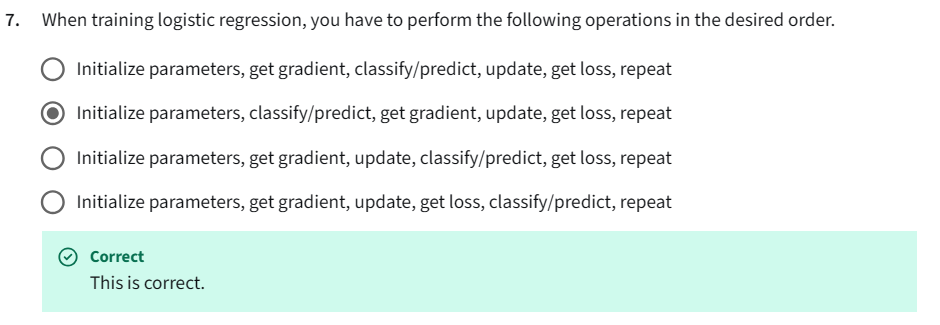 7. When training logistic regression, you have to perform the following operations in the desired order.
Initialize parameters, get gradient, classify/predict, update, get loss, repeat
Initialize parameters, classify/predict, get gradient, update, get loss, repeat
Initialize parameters, get gradient, update, classify/predict, get loss, repeat
Initialize parameters, get gradient, update, get loss, classify/predict, repeat
Correct
This is correct.